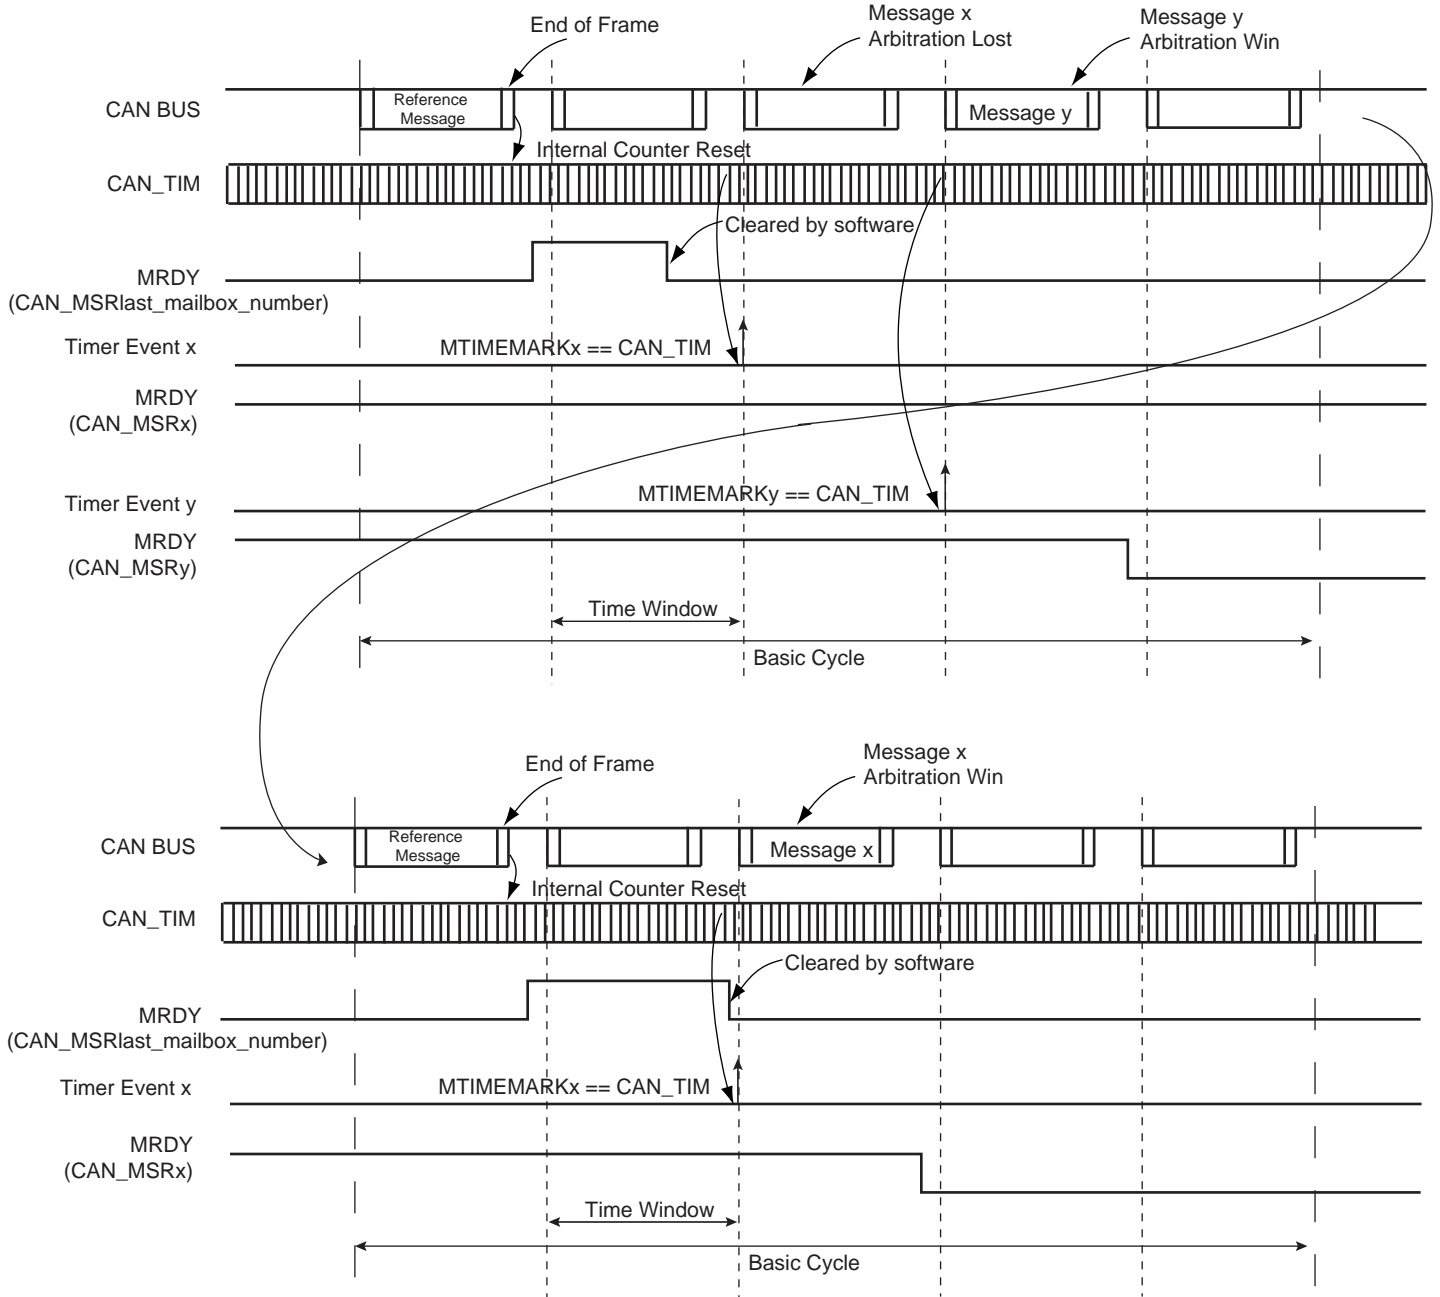 End of Frame
Message x
Arbitration Lost
Message y
Arbitration Win
CAN BUS
Reference
Message
Message y
Internal Counter Reset
CAN_TIM
Cleared by software
MRDY
(CAN_MSRlast_mailbox_number)
Timer Event x
MTIMEMARKx == CAN_TIM
MRDY
(CAN_MSRx)
Timer Event y
MTIMEMARKy == CAN_TIM
MRDY
(CAN_MSRy)
Time Window
Basic Cycle
End of Frame
Message x
Arbitration Win
CAN BUS
Reference
Message
Message x
Internal Counter Reset
CAN_TIM
Cleared by software
MRDY
(CAN_MSRlast_mailbox_number)
Timer Event x
MTIMEMARKx == CAN_TIM
MRDY
(CAN_MSRx)
Time Window
Basic Cycle